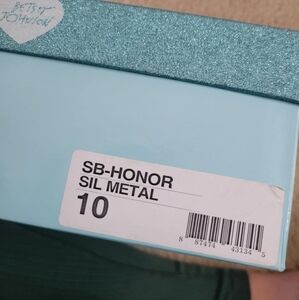 BETSEY
JOHNSON
SB-HONOR
SIL METAL
10
8 87474 43134 5